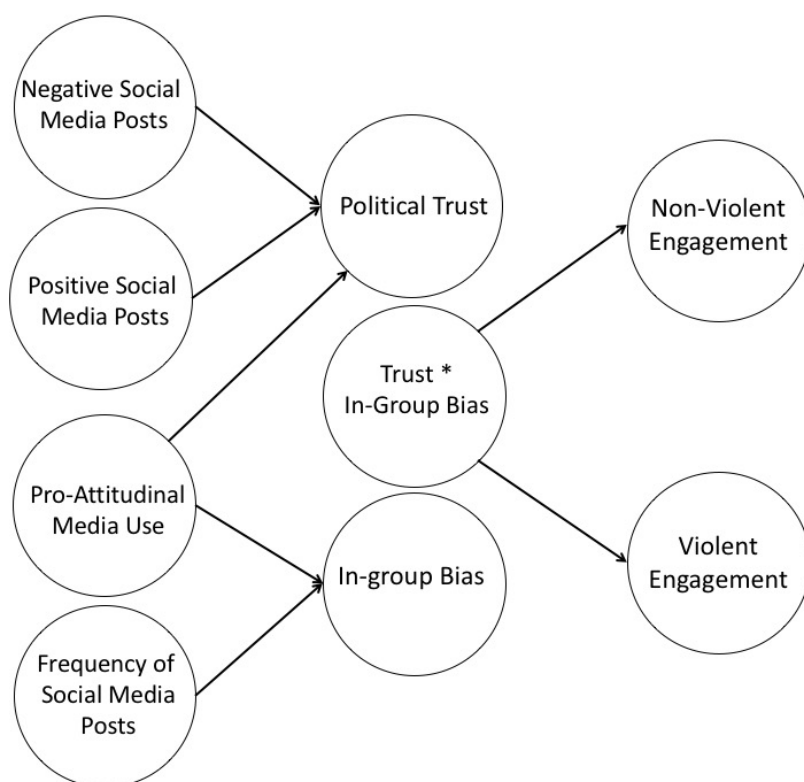 Negative Social
Media Posts
Positive Social
Media Posts
Pro-Attitudinal
Media Use
Frequency of
Social Media
Posts
Political Trust
Trust *
In-Group Bias
In-group Bias
Non-Violent
Engagement
Violent
Engagement